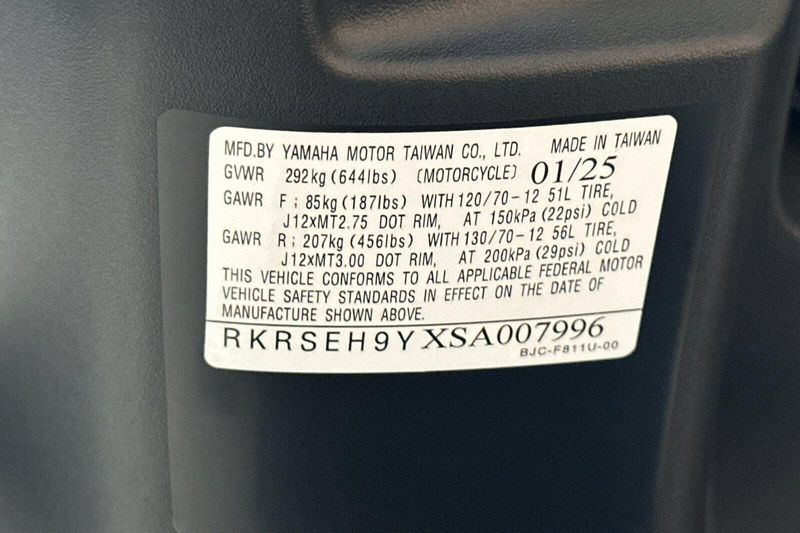 MFD.BY YAMAHA MOTOR TAIWAN CO., LTD. MADE IN TAIWAN
GVWR 292kg (644lbs) (MOTORCYCLE) 01/25
GAWR F ; 85kg (187lbs) WITH 120/70-12 51L TIRE,
J12xMT2.75 DOT RIM, AT 150kPa (22psi) COLD
GAWR R ; 207kg (456lbs) WITH 130/70-12 56L TIRE,
J12xMT3.00 DOT RIM, AT 200kPa (29psi) COLD
THIS VEHICLE CONFORMS TO ALL APPLICABLE FEDERAL MOTOR
VEHICLE SAFETY STANDARDS IN EFFECT ON THE DATE OF
MANUFACTURE SHOWN ABOVE.
RKRSEH9YXSA007996
BJC-F811U-00